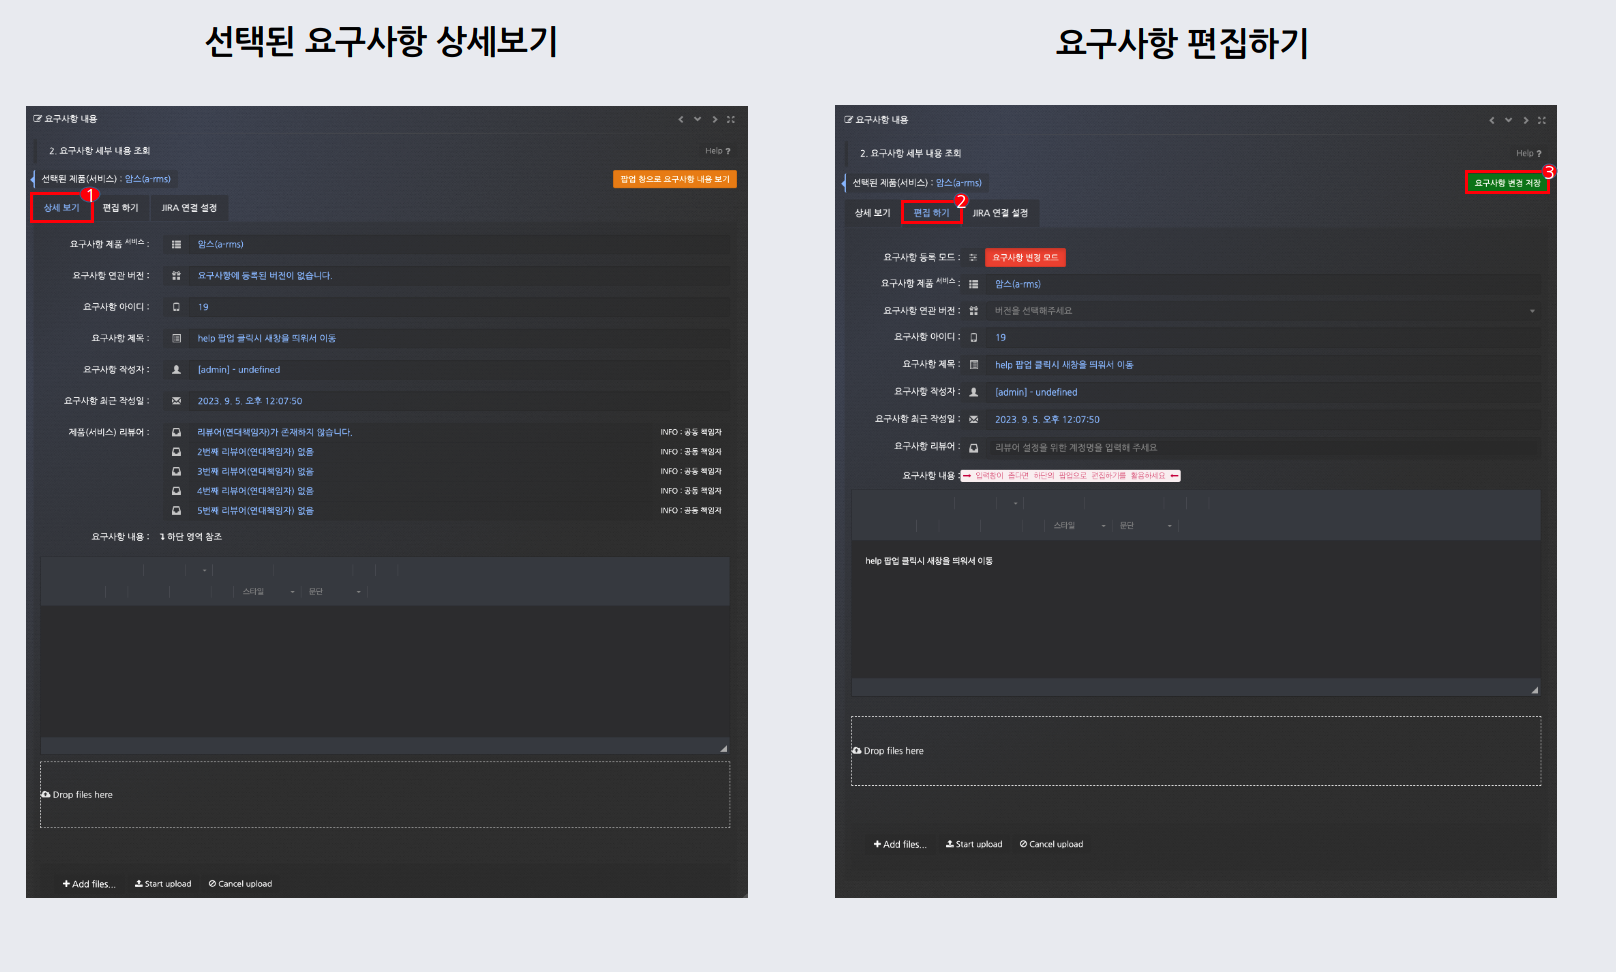 선택된 요구사항 상세보기
요구사항 내용
2. 요구사항 세부 내용 조회
Help ?
선택된 제품(서비스) : 암스(a-rms)
팝업 창으로 요구사항 내용 보기
1
상세 보기
편집 하기
JIRA 연결 설정
요구사항 제품 서비스 :
암스(a-rms)
요구사항 연관 버전 :
요구사항에 등록된 버전이 없습니다.
요구사항 아이디 :
19
요구사항 제목 :
help 팝업 클릭시 새창을 띄워서 이동
요구사항 작성자 :
[admin] - undefined
요구사항 최근 작성일 :
2023. 9. 5. 오후 12:07:50
제품(서비스) 리뷰어 :
리뷰어(연대책임자)가 존재하지 않습니다.
INFO : 공동 책임자
2번째 리뷰어(연대책임자) 없음
INFO : 공동 책임자
3번째 리뷰어(연대책임자) 없음
INFO : 공동 책임자
4번째 리뷰어(연대책임자) 없음
INFO : 공동 책임자
5번째 리뷰어(연대책임자) 없음
INFO : 공동 책임자
요구사항 내용 :
하단 영역 참조
스타일
문단
Drop files here
Add files...
Start upload
Cancel upload
요구사항 편집하기
요구사항 내용
2. 요구사항 세부 내용 조회
Help ?
선택된 제품(서비스) : 암스(a-rms)
3
요구사항 변경 저장
2
상세 보기
편집 하기
JIRA 연결 설정
요구사항 등록 모드 :
요구사항 변경 모드
요구사항 제품 서비스 :
암스(a-rms)
요구사항 연관 버전 :
버전을 선택해주세요
요구사항 아이디 :
19
요구사항 제목 :
help 팝업 클릭시 새창을 띄워서 이동
요구사항 작성자 :
[admin] - undefined
요구사항 최근 작성일 :
2023. 9. 5. 오후 12:07:50
요구사항 리뷰어 :
리뷰어 설정을 위한 계정명을 입력해 주세요
요구사항 내용 :
입력폼이 좁다면 하단의 팝업으로 편집하기를 활용하세요
스타일
문단
help 팝업 클릭시 새창을 띄워서 이동
Drop files here
Add files...
Start upload
Cancel upload